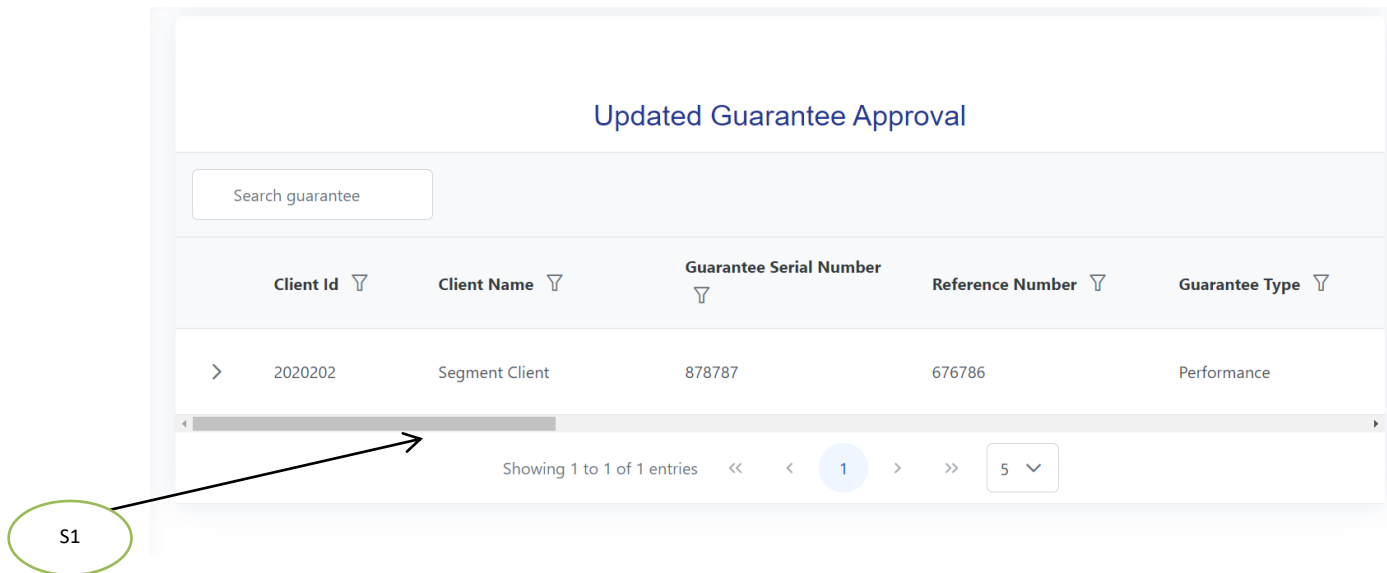 Updated Guarantee Approval
Search guarantee
Client Id Client Name Guarantee Serial Number Reference Number Guarantee Type
2020202 Segment Client 878787 676786 Performance
Showing 1 to 1 of 1 entries 1 5
S1